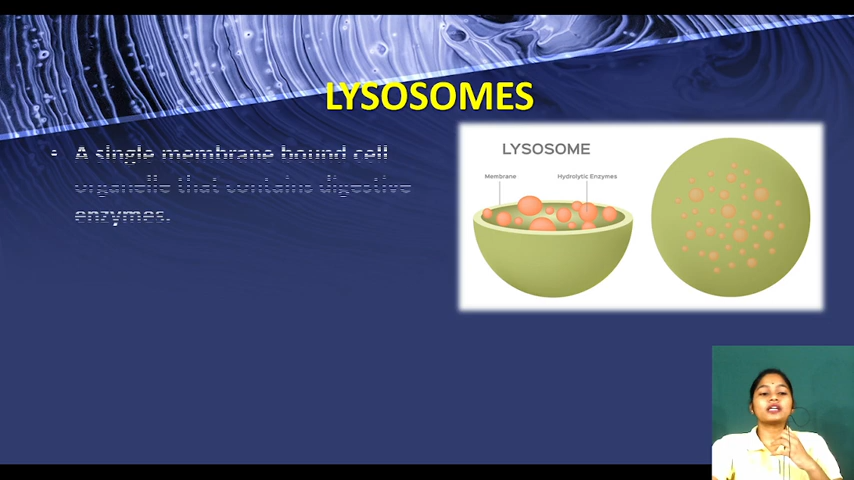 LYSOSOMES
• A single membrane bound cell
organelle that contains digestive
enzymes.
LYSOSOME
Membrane
Hydrolytic Enzymes